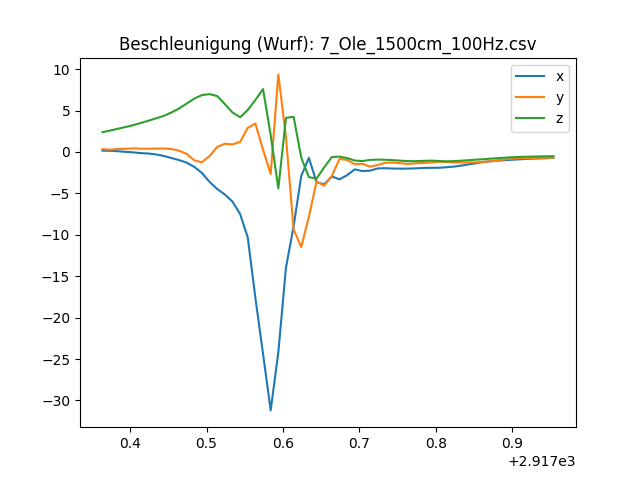 Beschleunigung (Wurf): 7_Ole_1500cm_100Hz.csv
10
5
0
−5
−10
−15
−20
−25
−30
x
y
z
0.4 0.5 0.6 0.7 0.8 0.9
+2.917e3